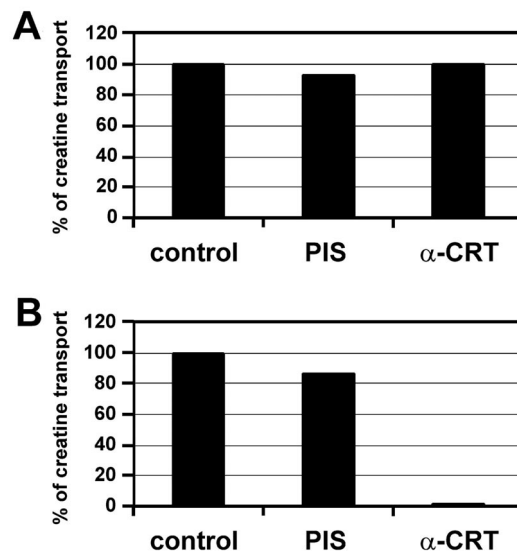 A
% of creatine transport
120
100
80
60
40
20
0
control PIS α-CRT
B
% of creatine transport
120
100
80
60
40
20
0
control PIS α-CRT